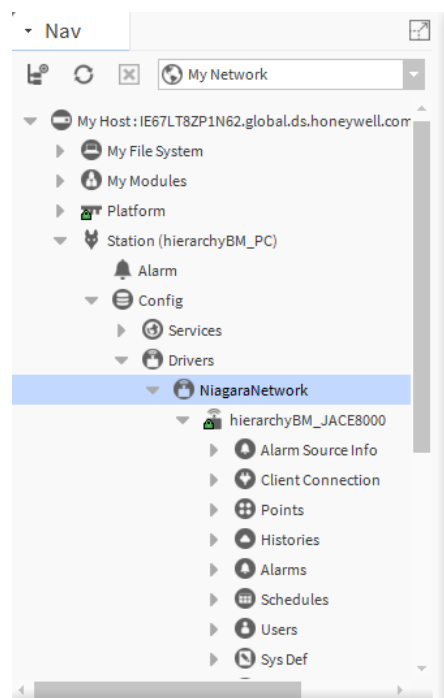 Nav
My Network
My Host : IE67LT8ZP1N62.global.ds.honeywell.com
My File System
My Modules
Platform
Station (hierarchyBM_PC)
Alarm
Config
Services
Drivers
NiagaraNetwork
hierarchyBM_JACE8000
Alarm Source Info
Client Connection
Points
Histories
Alarms
Schedules
Users
Sys Def